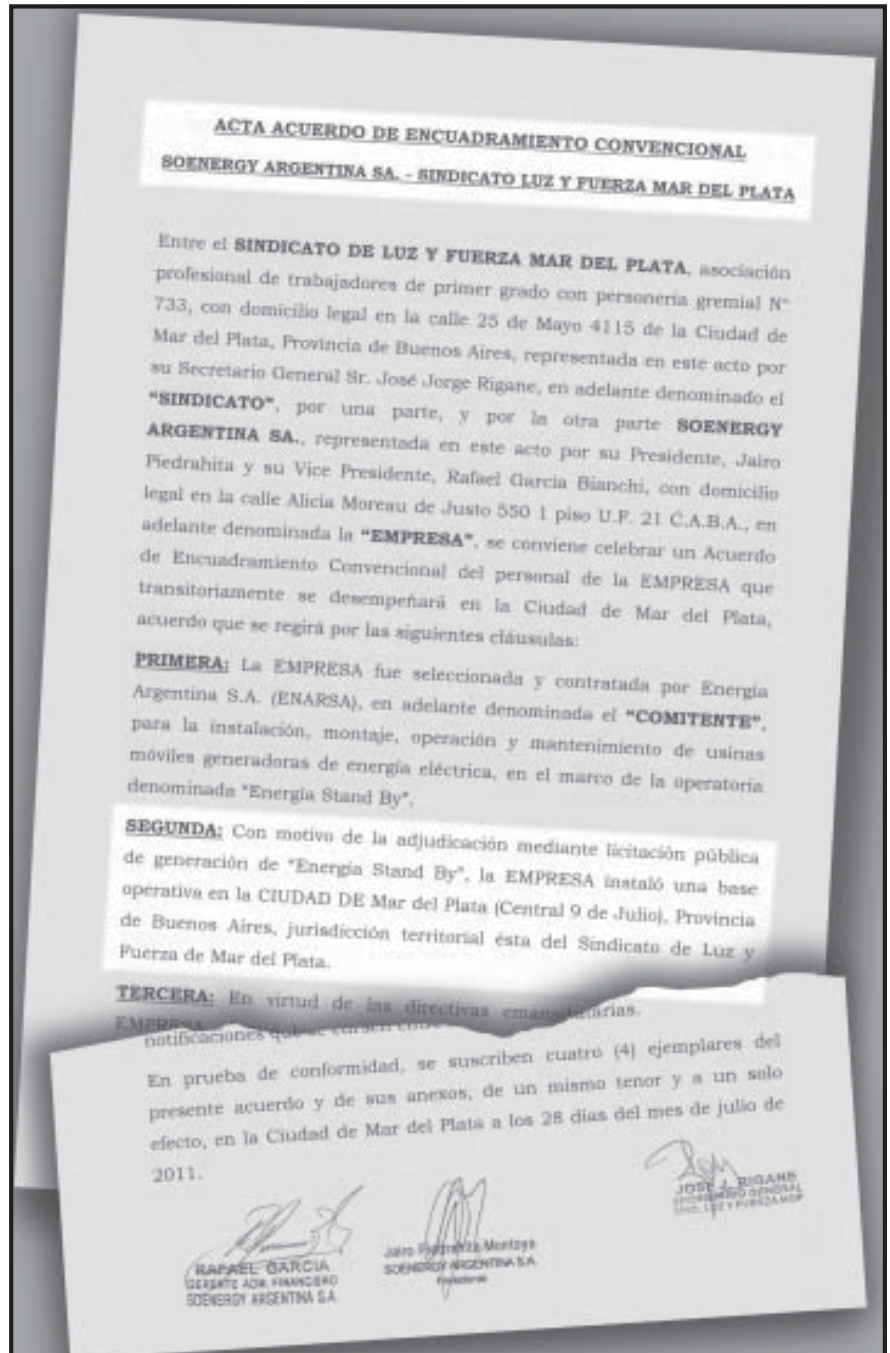 ACTA ACUERDO DE ENCUADRAMIENTO CONVENCIONAL
SOENERGY ARGENTINA SA. - SINDICATO LUZ Y FUERZA MAR DEL PLATA
Entre el SINDICATO DE LUZ Y FUERZA MAR DEL PLATA, asociación
profesional de trabajadores de primer grado con personería gremial N°
733, con domicilio legal en la calle 25 de Mayo 4115 de la Ciudad de
Mar del Plata, Provincia de Buenos Aires, representada en este acto por
su Secretario General Sr. José Jorge Rigane, en adelante denominado el
"SINDICATO", por una parte, y por la otra parte SOENERGY
ARGENTINA SA., representada en este acto por su Presidente, Jairo
Piedrahita y su Vice Presidente, Rafael García Bianchi, con domicilio
legal en la calle Alicia Moreau de Justo 550 1 piso U.F. 21 C.A.B.A., en
adelante denominada la "EMPRESA", se conviene celebrar un Acuerdo
de Encuadramiento Convencional del personal de la EMPRESA que
transitoriamente se desempeñará en la Ciudad de Mar del Plata,
acuerdo que se regirá por las siguientes cláusulas:
PRIMERA: La EMPRESA fue seleccionada y contratada por Energía
Argentina S.A. (ENARSA), en adelante denominada el "COMITENTE",
para la instalación, montaje, operación y mantenimiento de usinas
móviles generadoras de energía eléctrica, en el marco de la operatoria
denominada "Energía Stand By".
SEGUNDA: Con motivo de la adjudicación mediante licitación pública
de generación de "Energía Stand By", la EMPRESA instaló una base
operativa en la CIUDAD DE Mar del Plata (Central 9 de Julio), Provincia
de Buenos Aires, jurisdicción territorial ésta del Sindicato de Luz y
Fuerza de Mar del Plata.
TERCERA: En virtud de las directivas
EMPRESA
notificaciones
En prueba de conformidad, se suscriben cuatro (4) ejemplares del
presente acuerdo y de sus anexos, de un mismo tenor y a un solo
efecto, en la Ciudad de Mar del Plata a los 28 días del mes de julio de
2011.
RAFAEL GARCIA
GERENTE ADM. FINANCIERO
SOENERGY ARGENTINA S.A.
Jairo Piedrahita Montoya
SOENERGY ARGENTINA S.A.
JOSE J. RIGANE
SECRETARIO GENERAL
SIND. LUZ Y FUERZA MDP